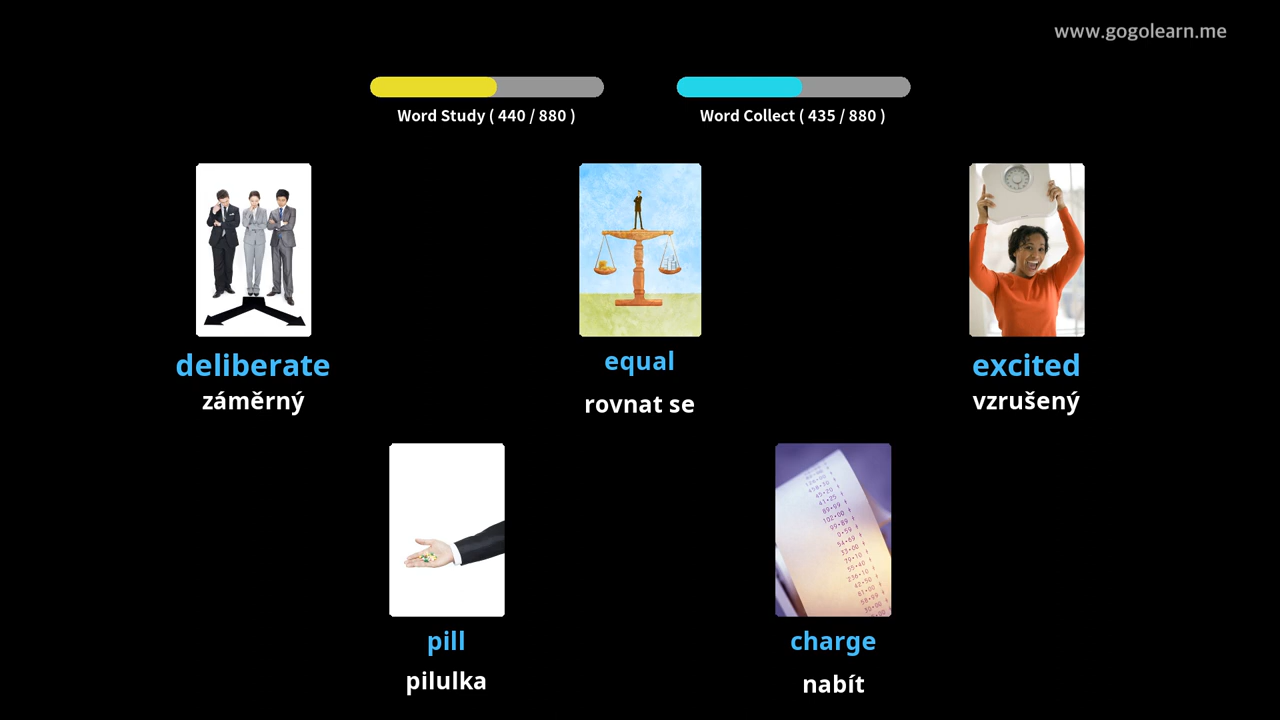 www.gogolearn.me
Word Study ( 440 / 880 )
Word Collect ( 435 / 880 )
deliberate
záměrný
equal
rovnat se
excited
vzrušený
pill
pilulka
charge
nabít